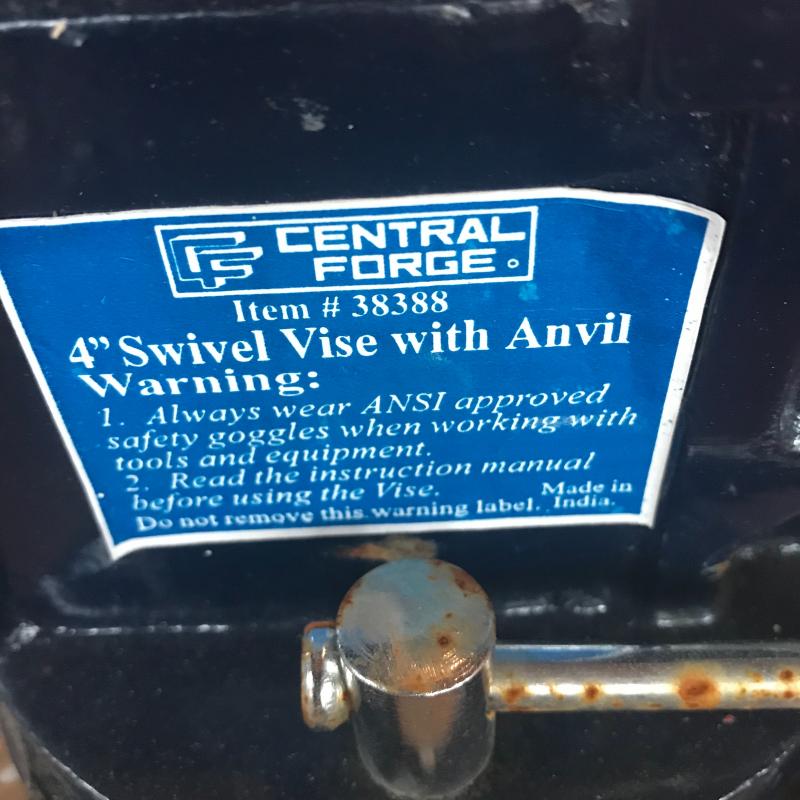 CF CENTRAL
FORGE
Item # 38388
4” Swivel Vise with Anvil
Warning:
1. Always wear ANSI approved
safety goggles when working with
tools and equipment.
2. Read the instruction manual
before using the Vise.
Made in
India.
Do not remove this warning label.